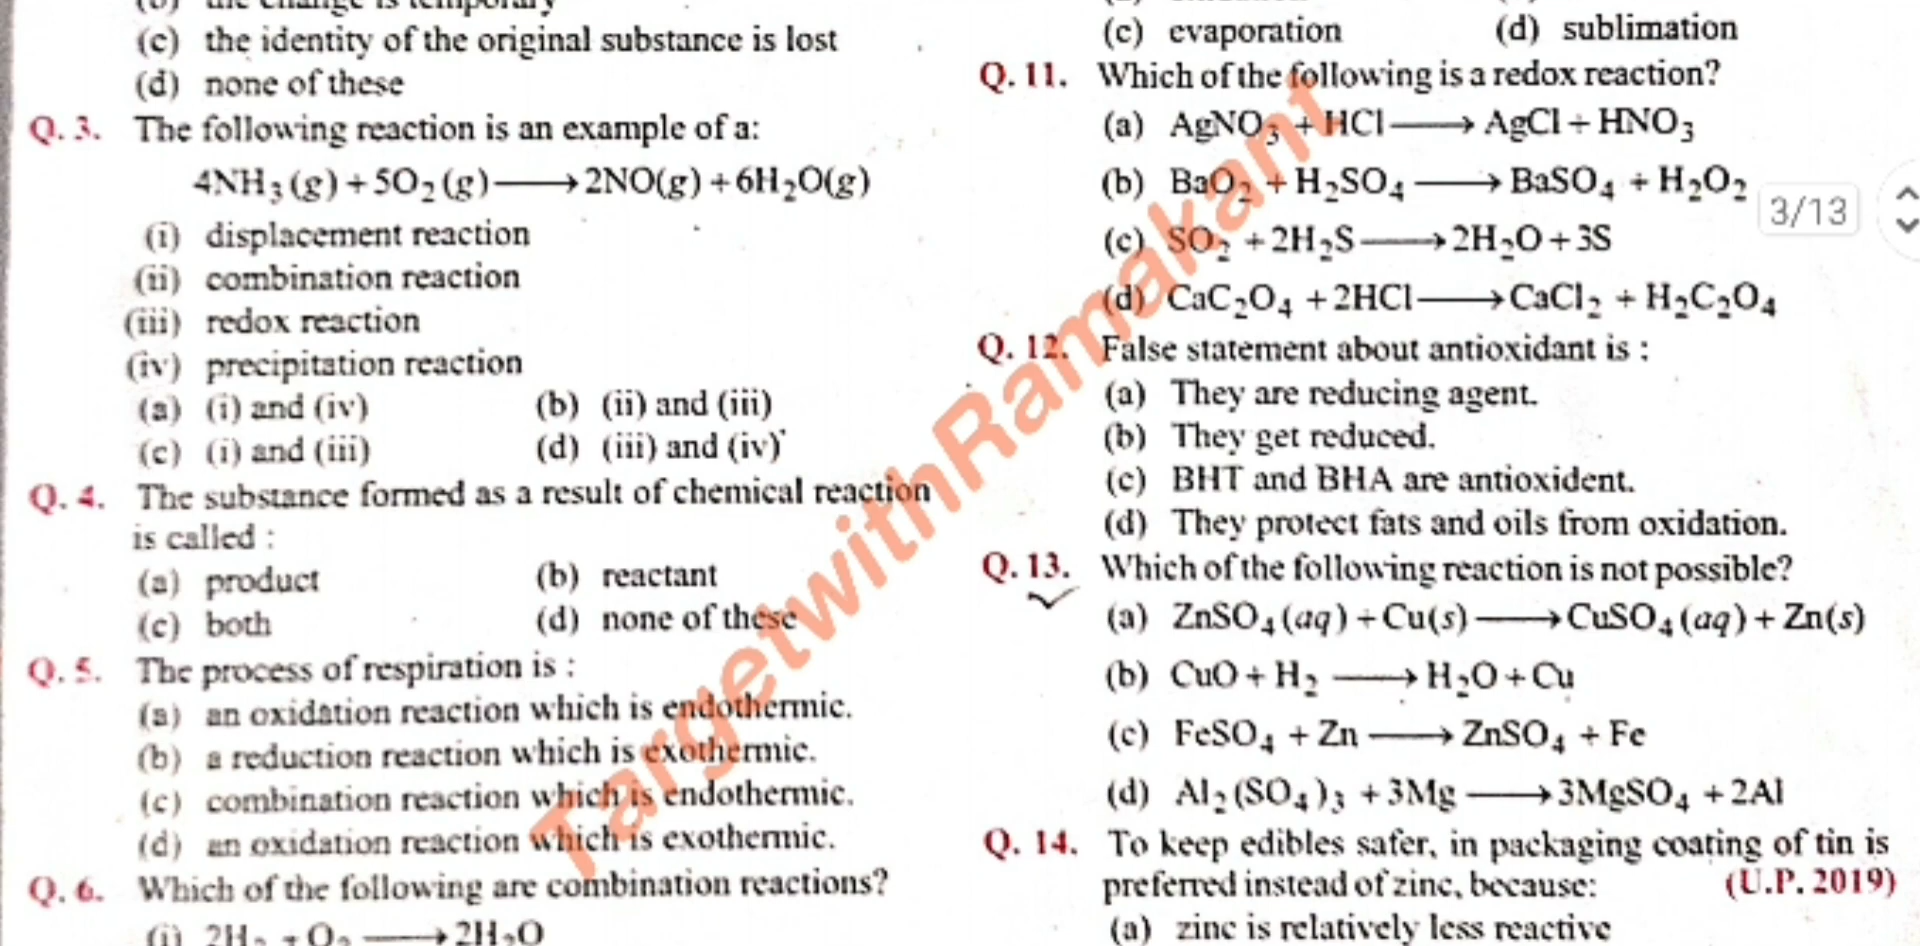 (b) the change is temporary
(c) the identity of the original substance is lost
(d) none of these
Q. 3. The following reaction is an example of a:
4NH₃(g) + 5O₂(g) ⟶ 2NO(g) + 6H₂O(g)
(i) displacement reaction
(ii) combination reaction
(iii) redox reaction
(iv) precipitation reaction
(a) (i) and (iv) (b) (ii) and (iii)
(c) (i) and (iii) (d) (iii) and (iv)
Q. 4. The substance formed as a result of chemical reaction
is called :
(a) product (b) reactant
(c) both (d) none of these
Q. 5. The process of respiration is :
(a) an oxidation reaction which is endothermic.
(b) a reduction reaction which is exothermic.
(c) combination reaction which is endothermic.
(d) an oxidation reaction which is exothermic.
Q. 6. Which of the following are combination reactions?
(i) 2H₂ + O₂ ⟶ 2H₂O
(c) evaporation (d) sublimation
Q. 11. Which of the following is a redox reaction?
(a) AgNO₃ + HCl ⟶ AgCl + HNO₃
(b) BaO₂ + H₂SO₄ ⟶ BaSO₄ + H₂O₂
(c) SO₂ + 2H₂S ⟶ 2H₂O + 3S
(d) CaC₂O₄ + 2HCl ⟶ CaCl₂ + H₂C₂O₄
Q. 12. False statement about antioxidant is :
(a) They are reducing agent.
(b) They get reduced.
(c) BHT and BHA are antioxident.
(d) They protect fats and oils from oxidation.
Q. 13. Which of the following reaction is not possible?
(a) ZnSO₄(aq) + Cu(s) ⟶ CuSO₄(aq) + Zn(s)
(b) CuO + H₂ ⟶ H₂O + Cu
(c) FeSO₄ + Zn ⟶ ZnSO₄ + Fe
(d) Al₂(SO₄)₃ + 3Mg ⟶ 3MgSO₄ + 2Al
Q. 14. To keep edibles safer, in packaging coating of tin is
preferred instead of zinc, because: (U.P. 2019)
(a) zinc is relatively less reactive
3/13
TargetwithRamakant